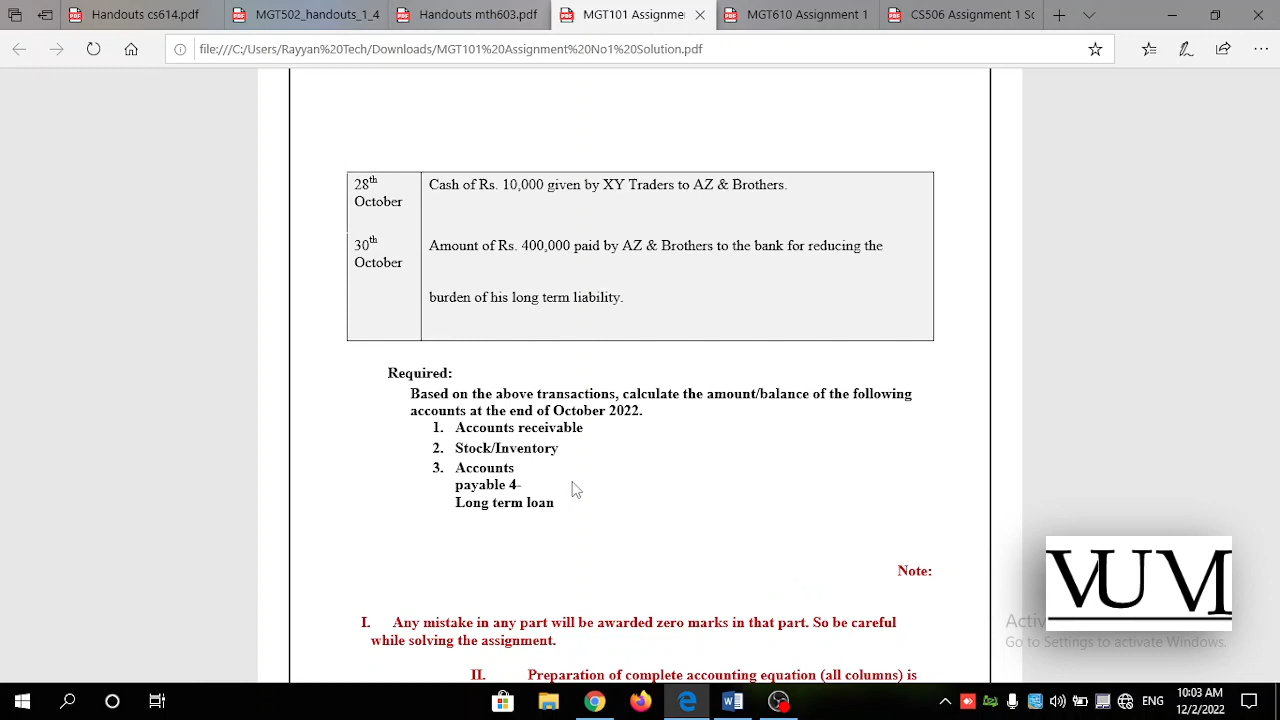 Handouts cs614.pdf
MGT502_handouts_1_4
Handouts mth603.pdf
MGT101 Assignme
MGT610 Assignment 1
CS506 Assignment 1 So
file:///C:/Users/Rayyan%20Tech/Downloads/MGT101%20Assignment%20No1%20Solution.pdf
28th
October
Cash of Rs. 10,000 given by XY Traders to AZ & Brothers.
30th
October
Amount of Rs. 400,000 paid by AZ & Brothers to the bank for reducing the
burden of his long term liability.
Required:
Based on the above transactions, calculate the amount/balance of the following
accounts at the end of October 2022.
1. Accounts receivable
2. Stock/Inventory
3. Accounts
payable 4-
Long term loan
Note:
I. Any mistake in any part will be awarded zero marks in that part. So be careful
while solving the assignment.
II. Preparation of complete accounting equation (all columns) is
VUM
Activ
Go to Settings to activate Windows.
ENG
10:03 AM
12/2/2022